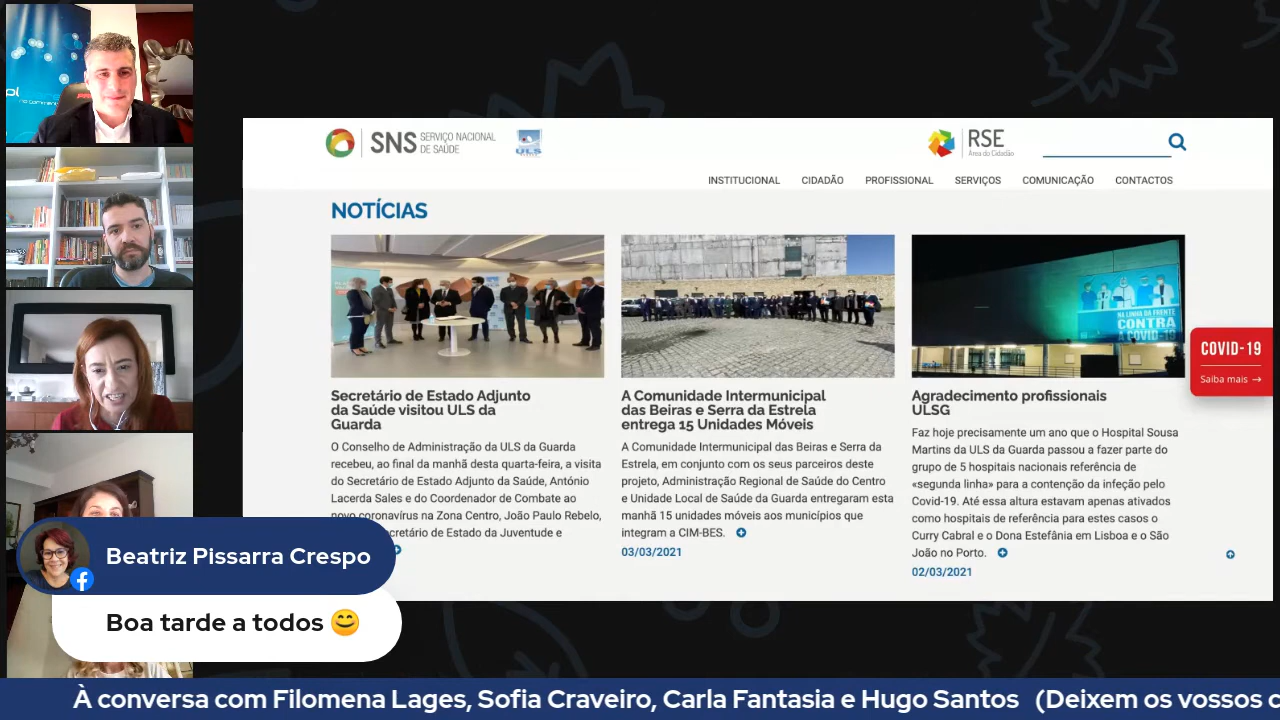 SNS SERVIÇO NACIONAL
DE SAÚDE
ULS
RSE
Área do Cidadão
INSTITUCIONAL CIDADÃO PROFISSIONAL SERVIÇOS COMUNICAÇÃO CONTACTOS
NOTÍCIAS
NA LINHA DA FRENTE
CONTRA
A COVID-19
COVID-19
Saiba mais →
Secretário de Estado Adjunto
da Saúde visitou ULS da
Guarda
O Conselho de Administração da ULS da Guarda
recebeu, ao final da manhã desta quarta-feira, a visita
do Secretário de Estado Adjunto da Saúde, António
Lacerda Sales e do Coordenador de Combate ao
novo coronavírus na Zona Centro, João Paulo Rebelo,
secretário de Estado da Juventude e
A Comunidade Intermunicipal
das Beiras e Serra da Estrela
entrega 15 Unidades Móveis
A Comunidade Intermunicipal das Beiras e Serra da
Estrela, em conjunto com os seus parceiros deste
projeto, Administração Regional de Saúde do Centro
e Unidade Local de Saúde da Guarda entregaram esta
manhã 15 unidades móveis aos municípios que
integram a CIM-BES.
03/03/2021
Agradecimento profissionais
ULSG
Faz hoje precisamente um ano que o Hospital Sousa
Martins da ULS da Guarda passou a fazer parte do
grupo de 5 hospitais nacionais referência de
«segunda linha» para a contenção da infeção pelo
Covid-19. Até essa altura estavam apenas ativados
como hospitais de referência para estes casos o
Curry Cabral e o Dona Estefânia em Lisboa e o São
João no Porto.
02/03/2021
Beatriz Pissarra Crespo
Boa tarde a todos 😊
À conversa com Filomena Lages, Sofia Craveiro, Carla Fantasia e Hugo Santos (Deixem os vossos